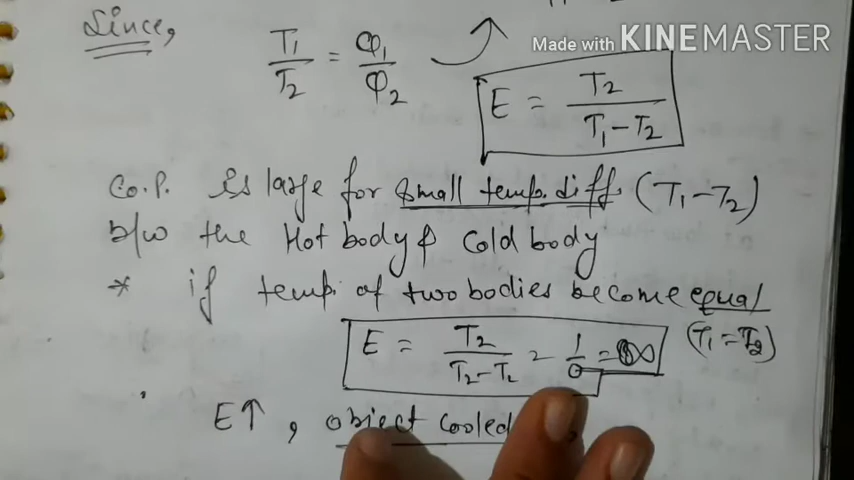 Since,
T1/T2 = Q1/Q2
Made with KINEMASTER
E = T2/T1-T2
Co.P. is large for small temp. diff. (T1-T2)
b/w the Hot body & Cold body
* if temp. of two bodies become equal
(T1=T2)
E = T2/T2-T2 = 1/0 = ∞
E↑, object cooled